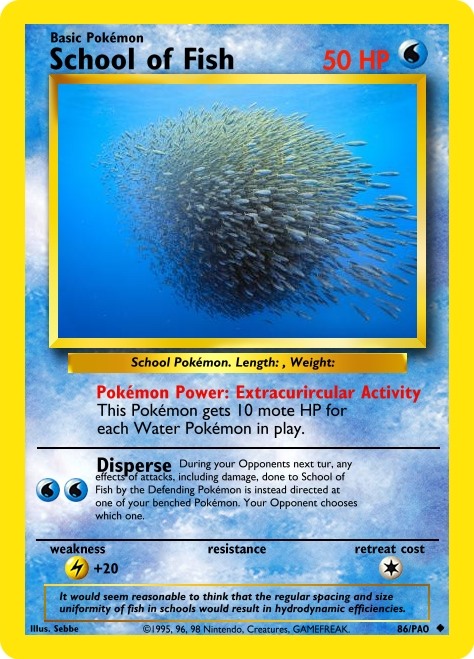 Basic Pokémon
School of Fish 50 HP
School Pokémon. Length: , Weight:
Pokémon Power: Extracurircular Activity
This Pokémon gets 10 mote HP for
each Water Pokémon in play.
Disperse During your Opponents next tur, any
effects of attacks, including damage, done to School of
Fish by the Defending Pokémon is instead directed at
one of your benched Pokémon. Your Opponent chooses
which one.
weakness resistance retreat cost
+20
It would seem reasonable to think that the regular spacing and size
uniformity of fish in schools would result in hydrodynamic efficiencies.
Illus. Sebbe ©1995, 96, 98 Nintendo, Creatures, GAMEFREAK. 86/PAO